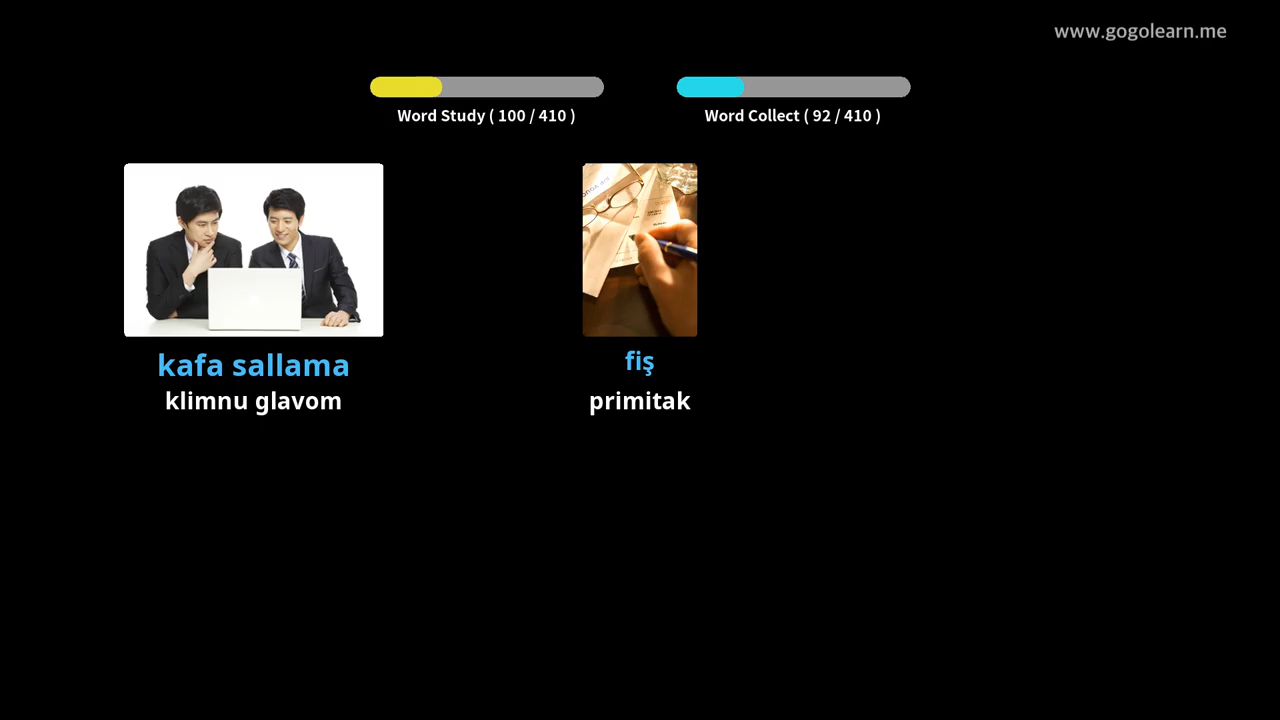 www.gogolearn.me
Word Study ( 100 / 410 )
Word Collect ( 92 / 410 )
kafa sallama
klimnu glavom
fiş
primitak